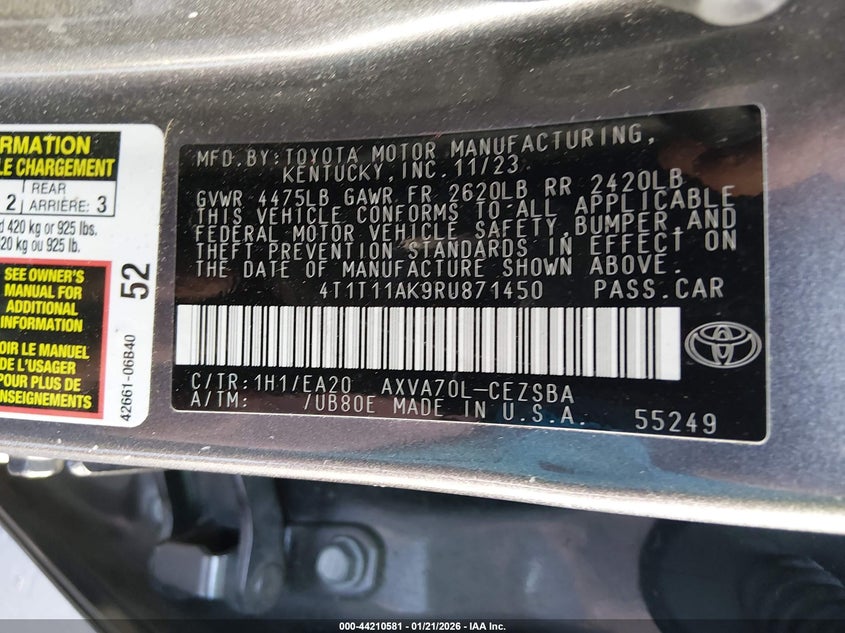 RMATION
LE CHARGEMENT
2 REAR
ARRIÈRE: 3
d 420 kg or 925 lbs.
20 kg ou 925 lb.
SEE OWNER'S
MANUAL FOR
ADDITIONAL
INFORMATION
OIR LE MANUEL
DE L'USAGER
POUR PLUS DE
ENSEIGNEMENTS
52
42661-06B40
MFD.BY:TOYOTA MOTOR MANUFACTURING,
KENTUCKY,INC.11/23
GVWR 4475LB GAWR FR 2620LB RR 2420LB
THIS VEHICLE CONFORMS TO ALL APPLICABLE
FEDERAL MOTOR VEHICLE SAFETY,BUMPER,AND
THEFT PREVENTION STANDARDS IN EFFECT ON
THE DATE OF MANUFACTURE SHOWN ABOVE.
4T1T11AK9RU871450 PASS.CAR
C/TR:1H1/EA20 AXVA70L-CEZSBA
A/TM: /UB80E MADE IN U.S.A. 55249
000-44210581 - 01/21/2026 - IAA Inc.